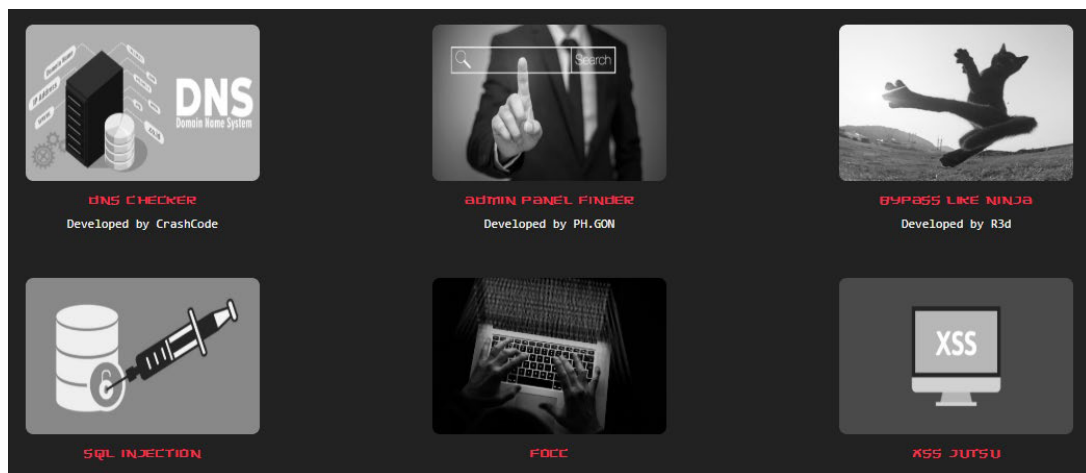 DNS
Domain Name System
Search
DNS CHECKER
ADMIN PANEL FINDER
BYPASS LIKE NINJA
Developed by CrashCode
Developed by PH.GON
Developed by R3d
XSS
SQL INJECTION
FOCC
XSS JUTSU